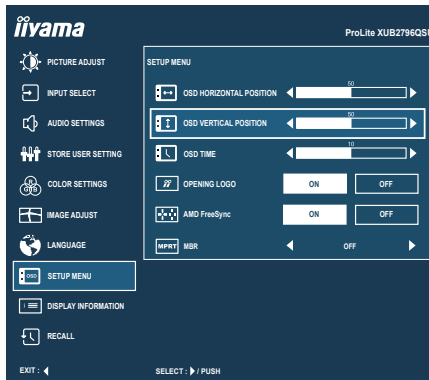 iiyama
ProLite XUB2796QSU
PICTURE ADJUST
INPUT SELECT
AUDIO SETTINGS
STORE USER SETTING
R
G B
COLOR SETTINGS
IMAGE ADJUST
LANGUAGE
OSD
SETUP MENU
DISPLAY INFORMATION
RECALL
SETUP MENU
50
OSD HORIZONTAL POSITION
50
OSD VERTICAL POSITION
10
OSD TIME
OPENING LOGO ON OFF
AMD FreeSync ON OFF
MPRT MBR OFF
EXIT :
SELECT : / PUSH